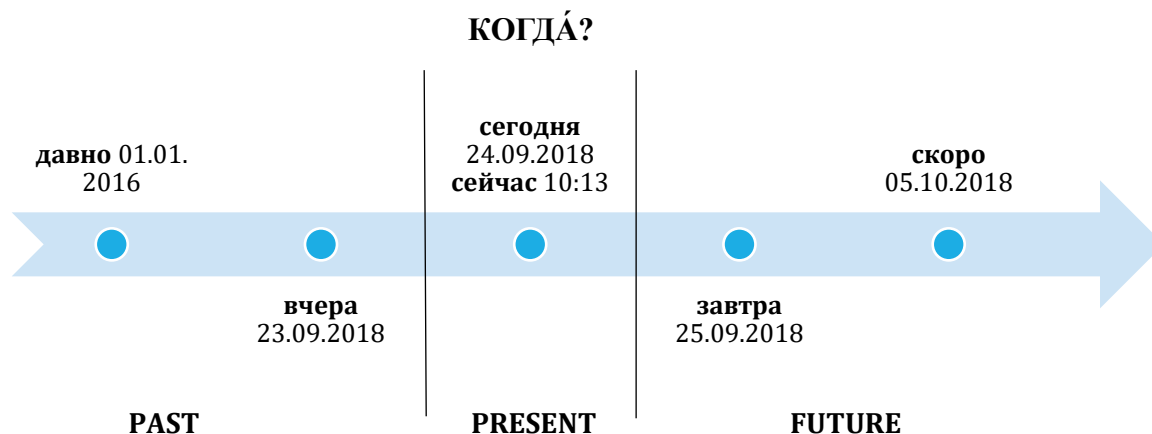 КОГДА́?
давно 01.01.
2016
сегодня
24.09.2018
сейчас 10:13
скоро
05.10.2018
вчера
23.09.2018
завтра
25.09.2018
PAST
PRESENT
FUTURE